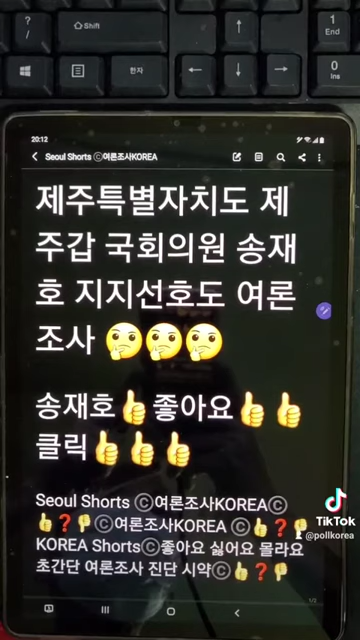 ? /
Shift
↑
1 End
한자
←
↓
→
0 Ins
20:12
Seoul Shorts ⓒ여론조사KOREA
제주특별자치도 제
주갑 국회의원 송재
호 지지선호도 여론
조사 🤔🤔🤔
송재호👍좋아요👍👍
클릭👍👍👍
Seoul Shorts ⓒ여론조사KOREAⓒ
👍❓👎ⓒ여론조사KOREA ⓒ👍❓👎
KOREA Shortsⓒ좋아요 싫어요 몰라요
초간단 여론조사 진단 시약ⓒ👍❓👎
1/2
TikTok
@pollkorea